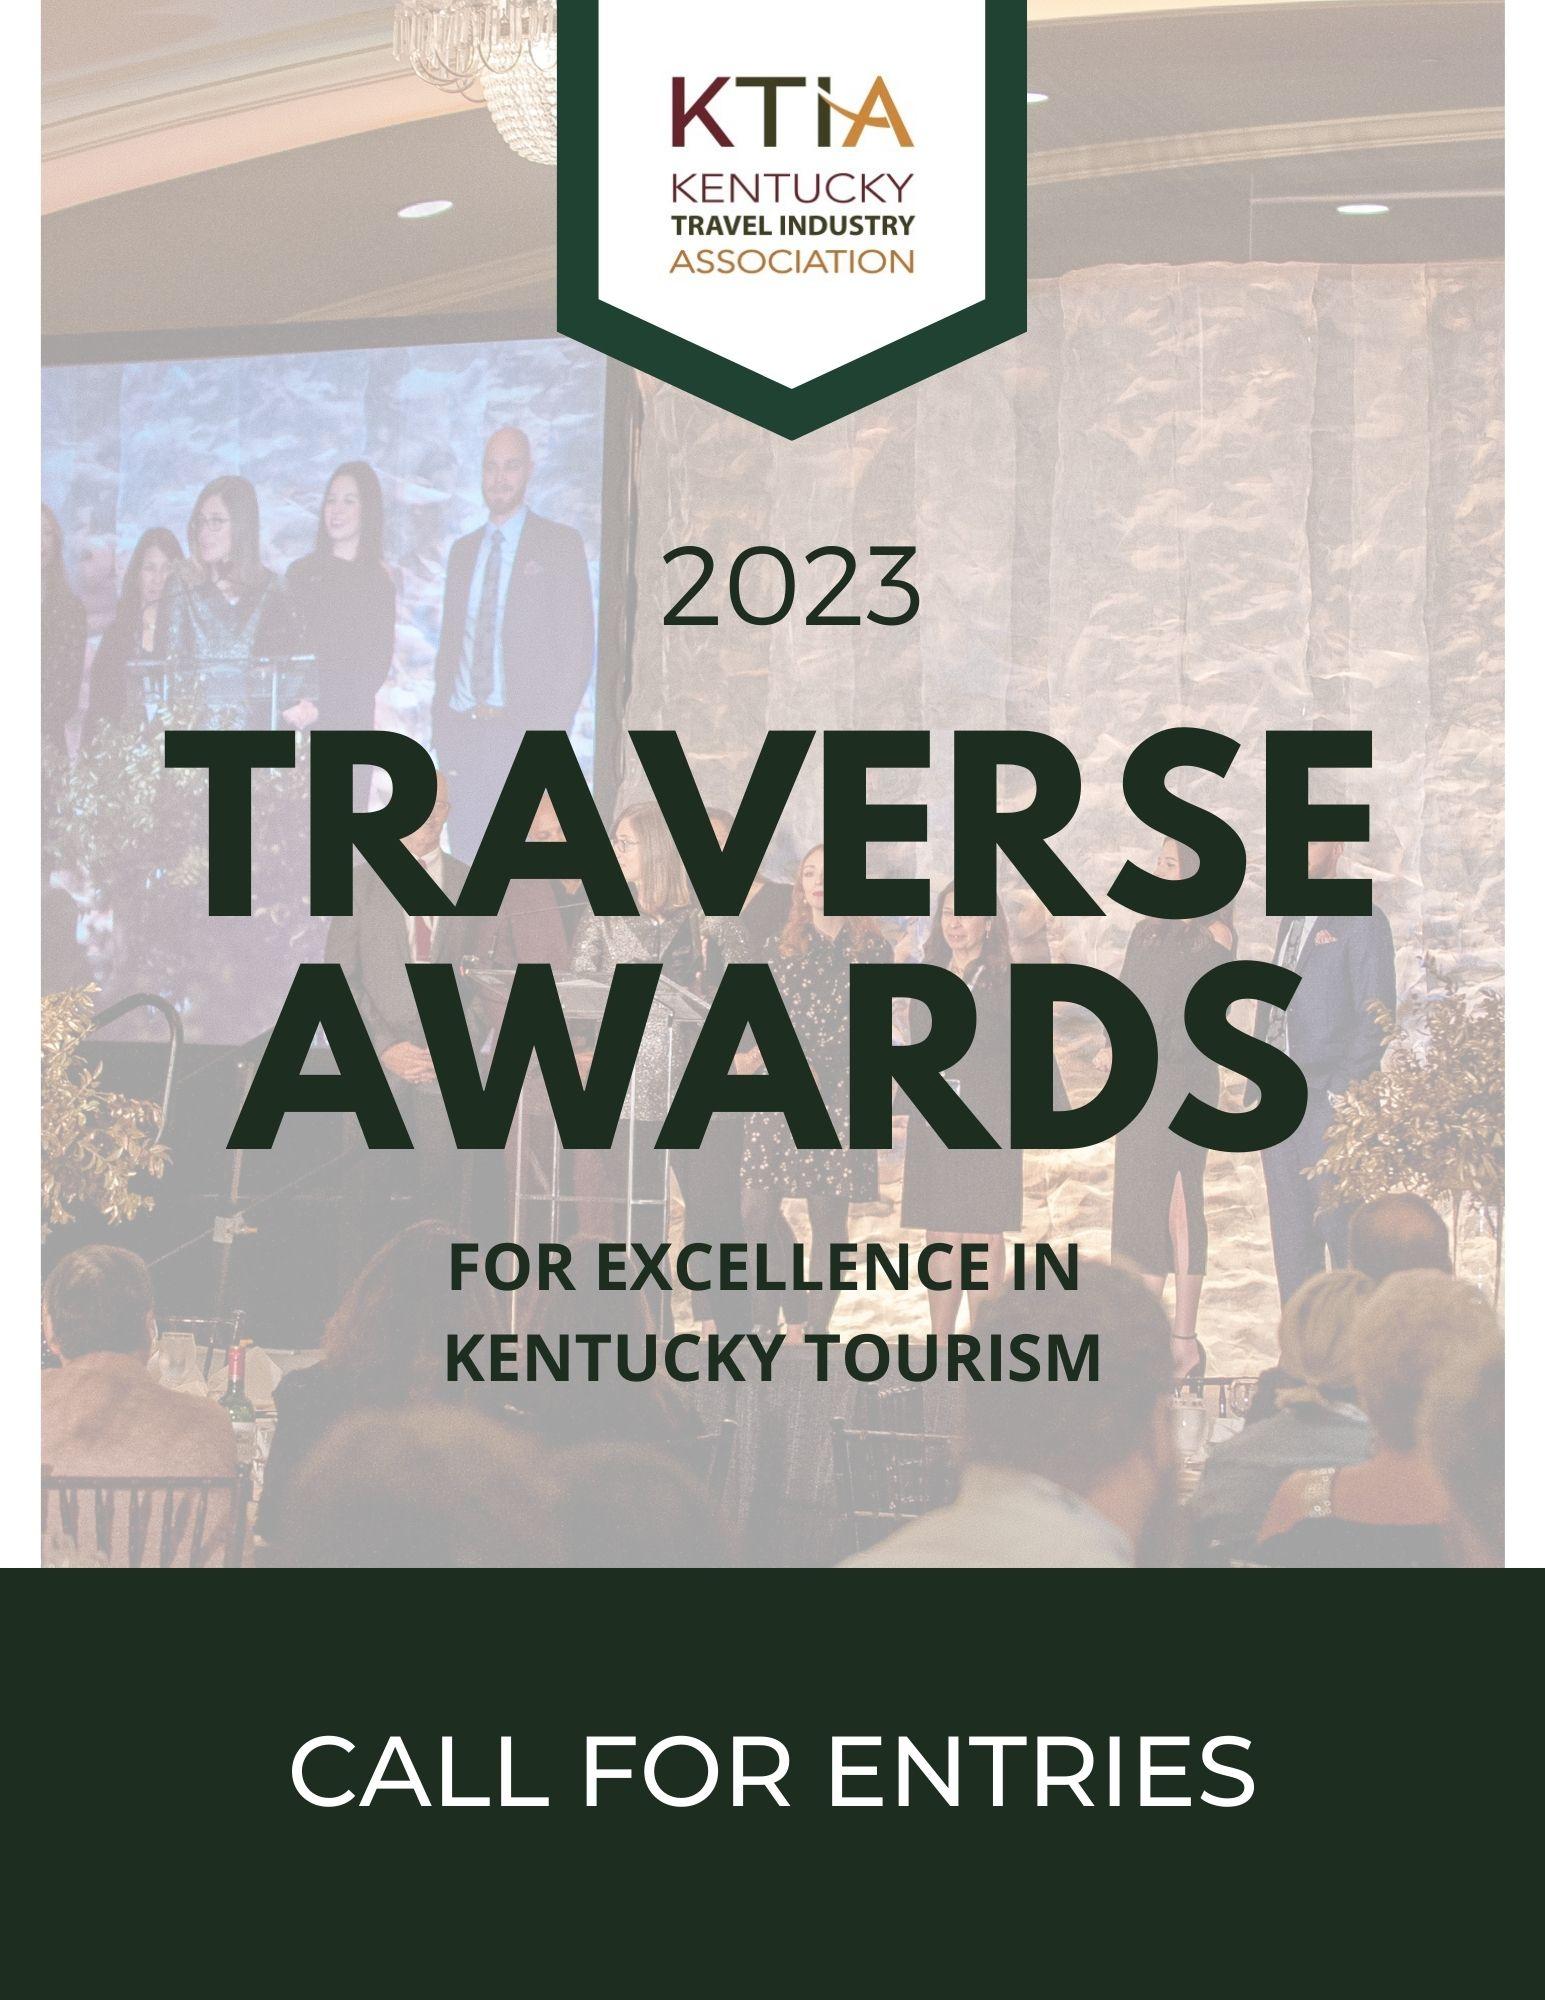 KTIA
KENTUCKY
TRAVEL INDUSTRY
ASSOCIATION
2023
TRAVERSE
AWARDS
FOR EXCELLENCE IN
KENTUCKY TOURISM
CALL FOR ENTRIES